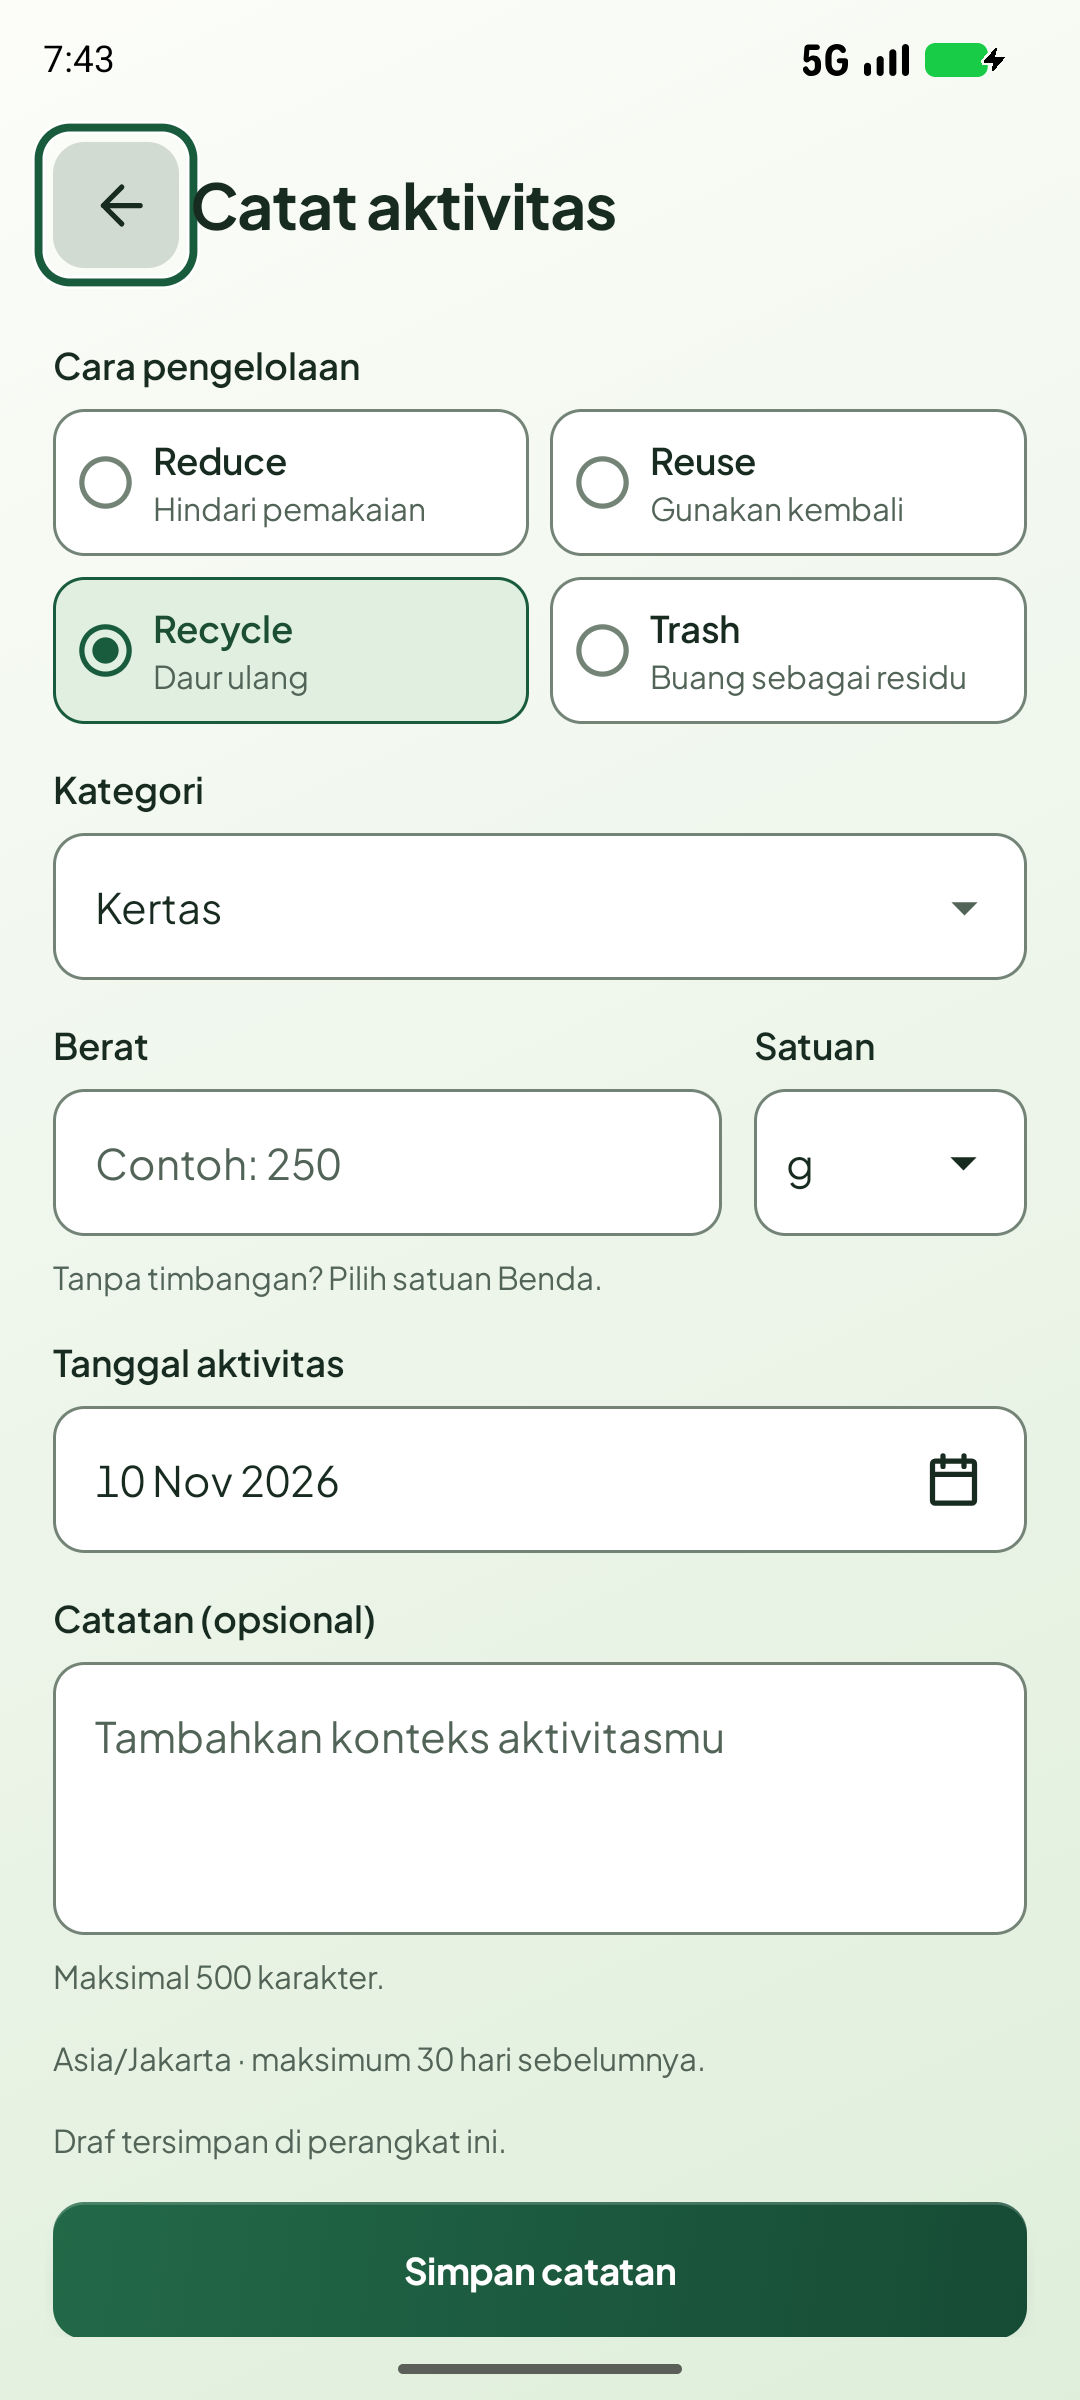 7:43
5G
Catat aktivitas
Cara pengelolaan
Reduce
Hindari pemakaian
Reuse
Gunakan kembali
Recycle
Daur ulang
Trash
Buang sebagai residu
Kategori
Kertas
Berat
Satuan
Contoh: 250
g
Tanpa timbangan? Pilih satuan Benda.
Tanggal aktivitas
10 Nov 2026
Catatan (opsional)
Tambahkan konteks aktivitasmu
Maksimal 500 karakter.
Asia/Jakarta · maksimum 30 hari sebelumnya.
Draf tersimpan di perangkat ini.
Simpan catatan